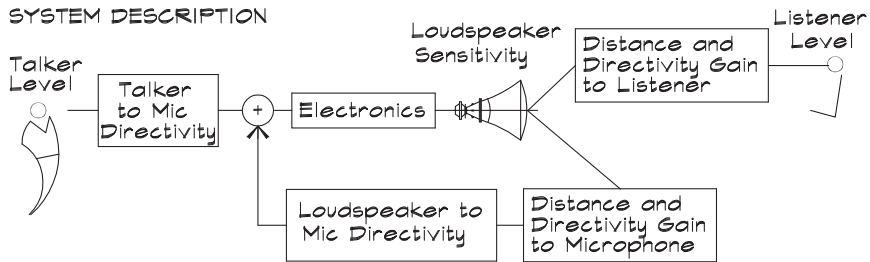 SYSTEM DESCRIPTION
Talker
Level
Talker
to Mic
Directivity
+
Electronics
Loudspeaker
Sensitivity
Distance and
Directivity Gain
to Listener
Listener
Level
Loudspeaker to
Mic Directivity
Distance and
Directivity Gain
to Microphone